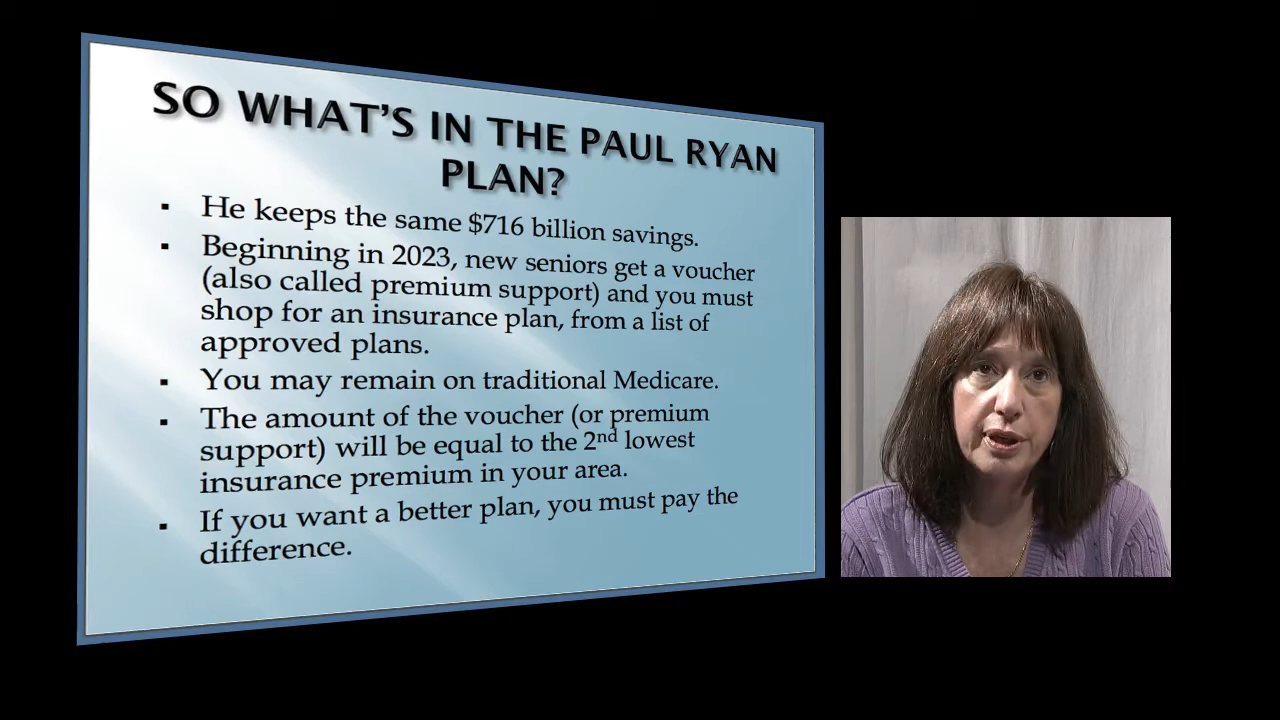 SO WHAT'S IN THE PAUL RYAN
PLAN?
▪ He keeps the same $716 billion savings.
▪ Beginning in 2023, new seniors get a voucher
(also called premium support) and you must
shop for an insurance plan, from a list of
approved plans.
▪ You may remain on traditional Medicare.
▪ The amount of the voucher (or premium
support) will be equal to the 2nd lowest
insurance premium in your area.
▪ If you want a better plan, you must pay the
difference.